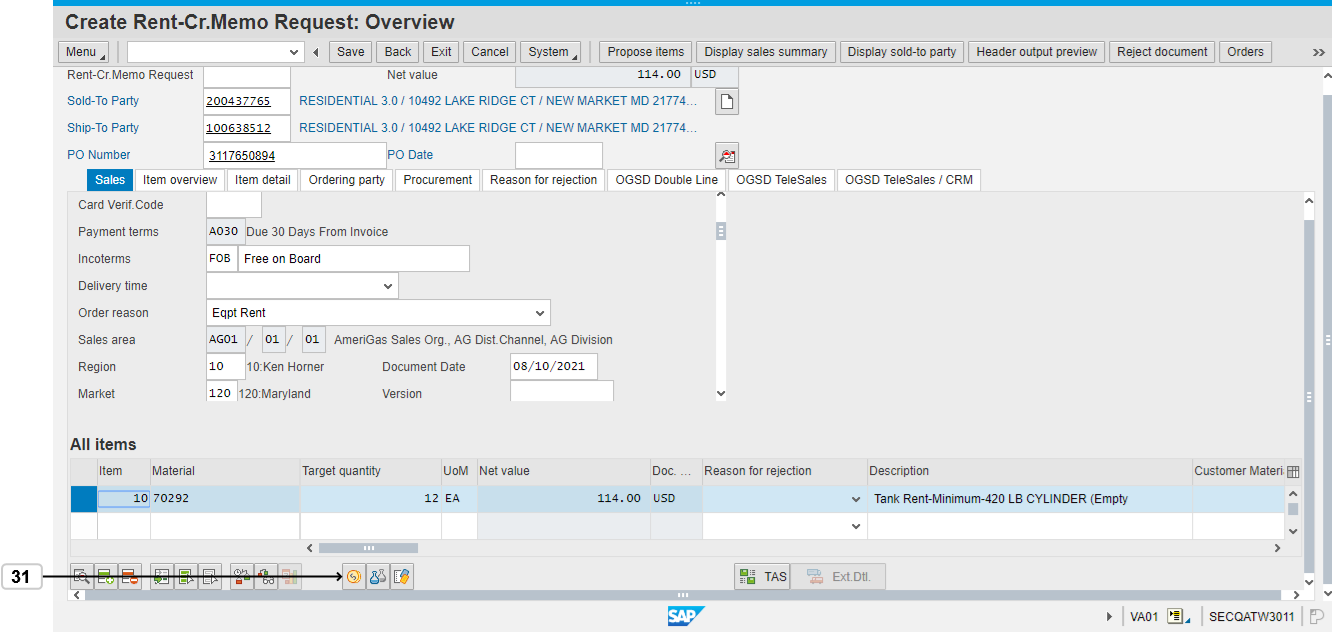 Create Rent-Cr.Memo Request: Overview
Menu Save Back Exit Cancel System Propose items Display sales summary Display sold-to party Header output preview Reject document Orders
Rent-Cr.Memo Request Net value 114.00 USD
Sold-To Party 200437765 RESIDENTIAL 3.0 / 10492 LAKE RIDGE CT / NEW MARKET MD 21774...
Ship-To Party 100638512 RESIDENTIAL 3.0 / 10492 LAKE RIDGE CT / NEW MARKET MD 21774...
PO Number 3117650894 PO Date
Sales Item overview Item detail Ordering party Procurement Reason for rejection OGSD Double Line OGSD TeleSales OGSD TeleSales / CRM
Card Verif.Code
Payment terms A030 Due 30 Days From Invoice
Incoterms FOB Free on Board
Delivery time
Order reason Eqpt Rent
Sales area AG01 / 01 / 01 AmeriGas Sales Org., AG Dist.Channel, AG Division
Region 10 10:Ken Horner Document Date 08/10/2021
Market 120 120:Maryland Version
All items
Item Material Target quantity UoM Net value Doc. ... Reason for rejection Description Customer Materi
10 70292 12 EA 114.00 USD Tank Rent-Minimum-420 LB CYLINDER (Empty
31 TAS Ext.Dtl.
SAP VA01 SECQATW3011